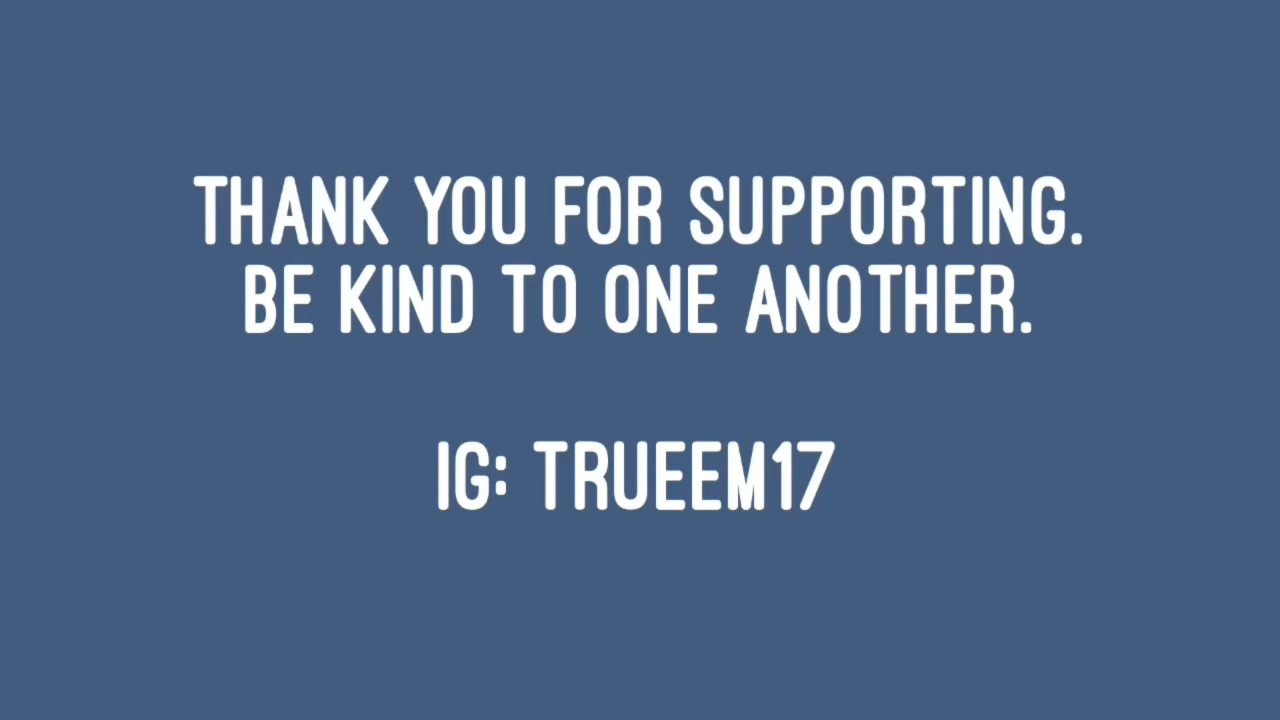 THANK YOU FOR SUPPORTING.
BE KIND TO ONE ANOTHER.
IG: TRUEEM17